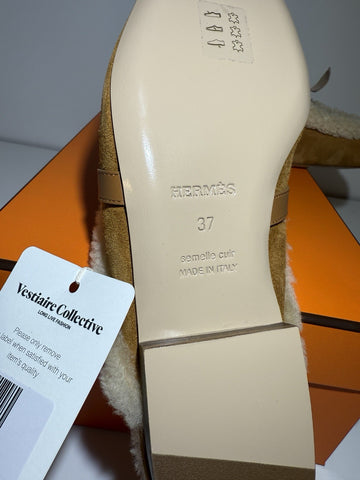 HERMÈS
37
semelle cuir
MADE IN ITALY
Vestiaire Collective
LONG LIVE FASHION
Please only remove
label when satisfied with your
item's quality.